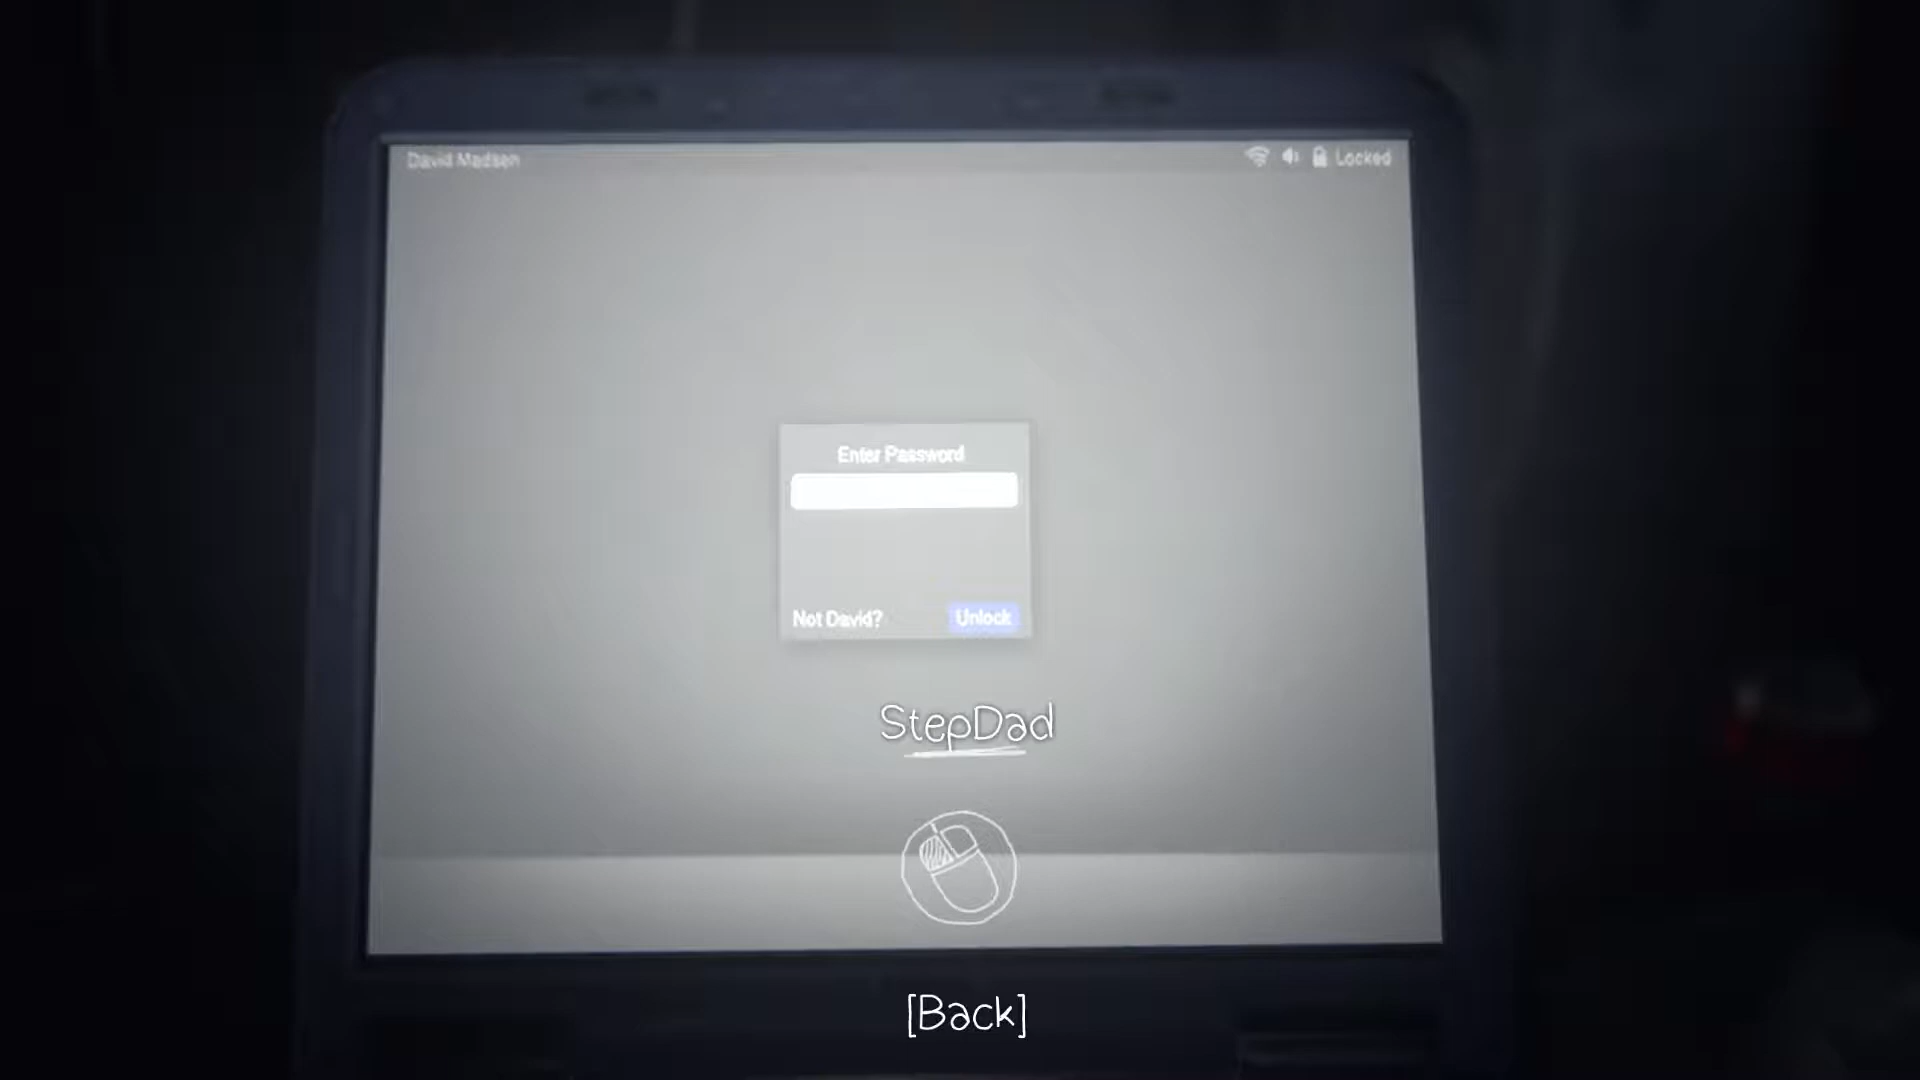 David Madsen
Locked
Enter Password
Not David?
Unlock
StepDad
[Back]